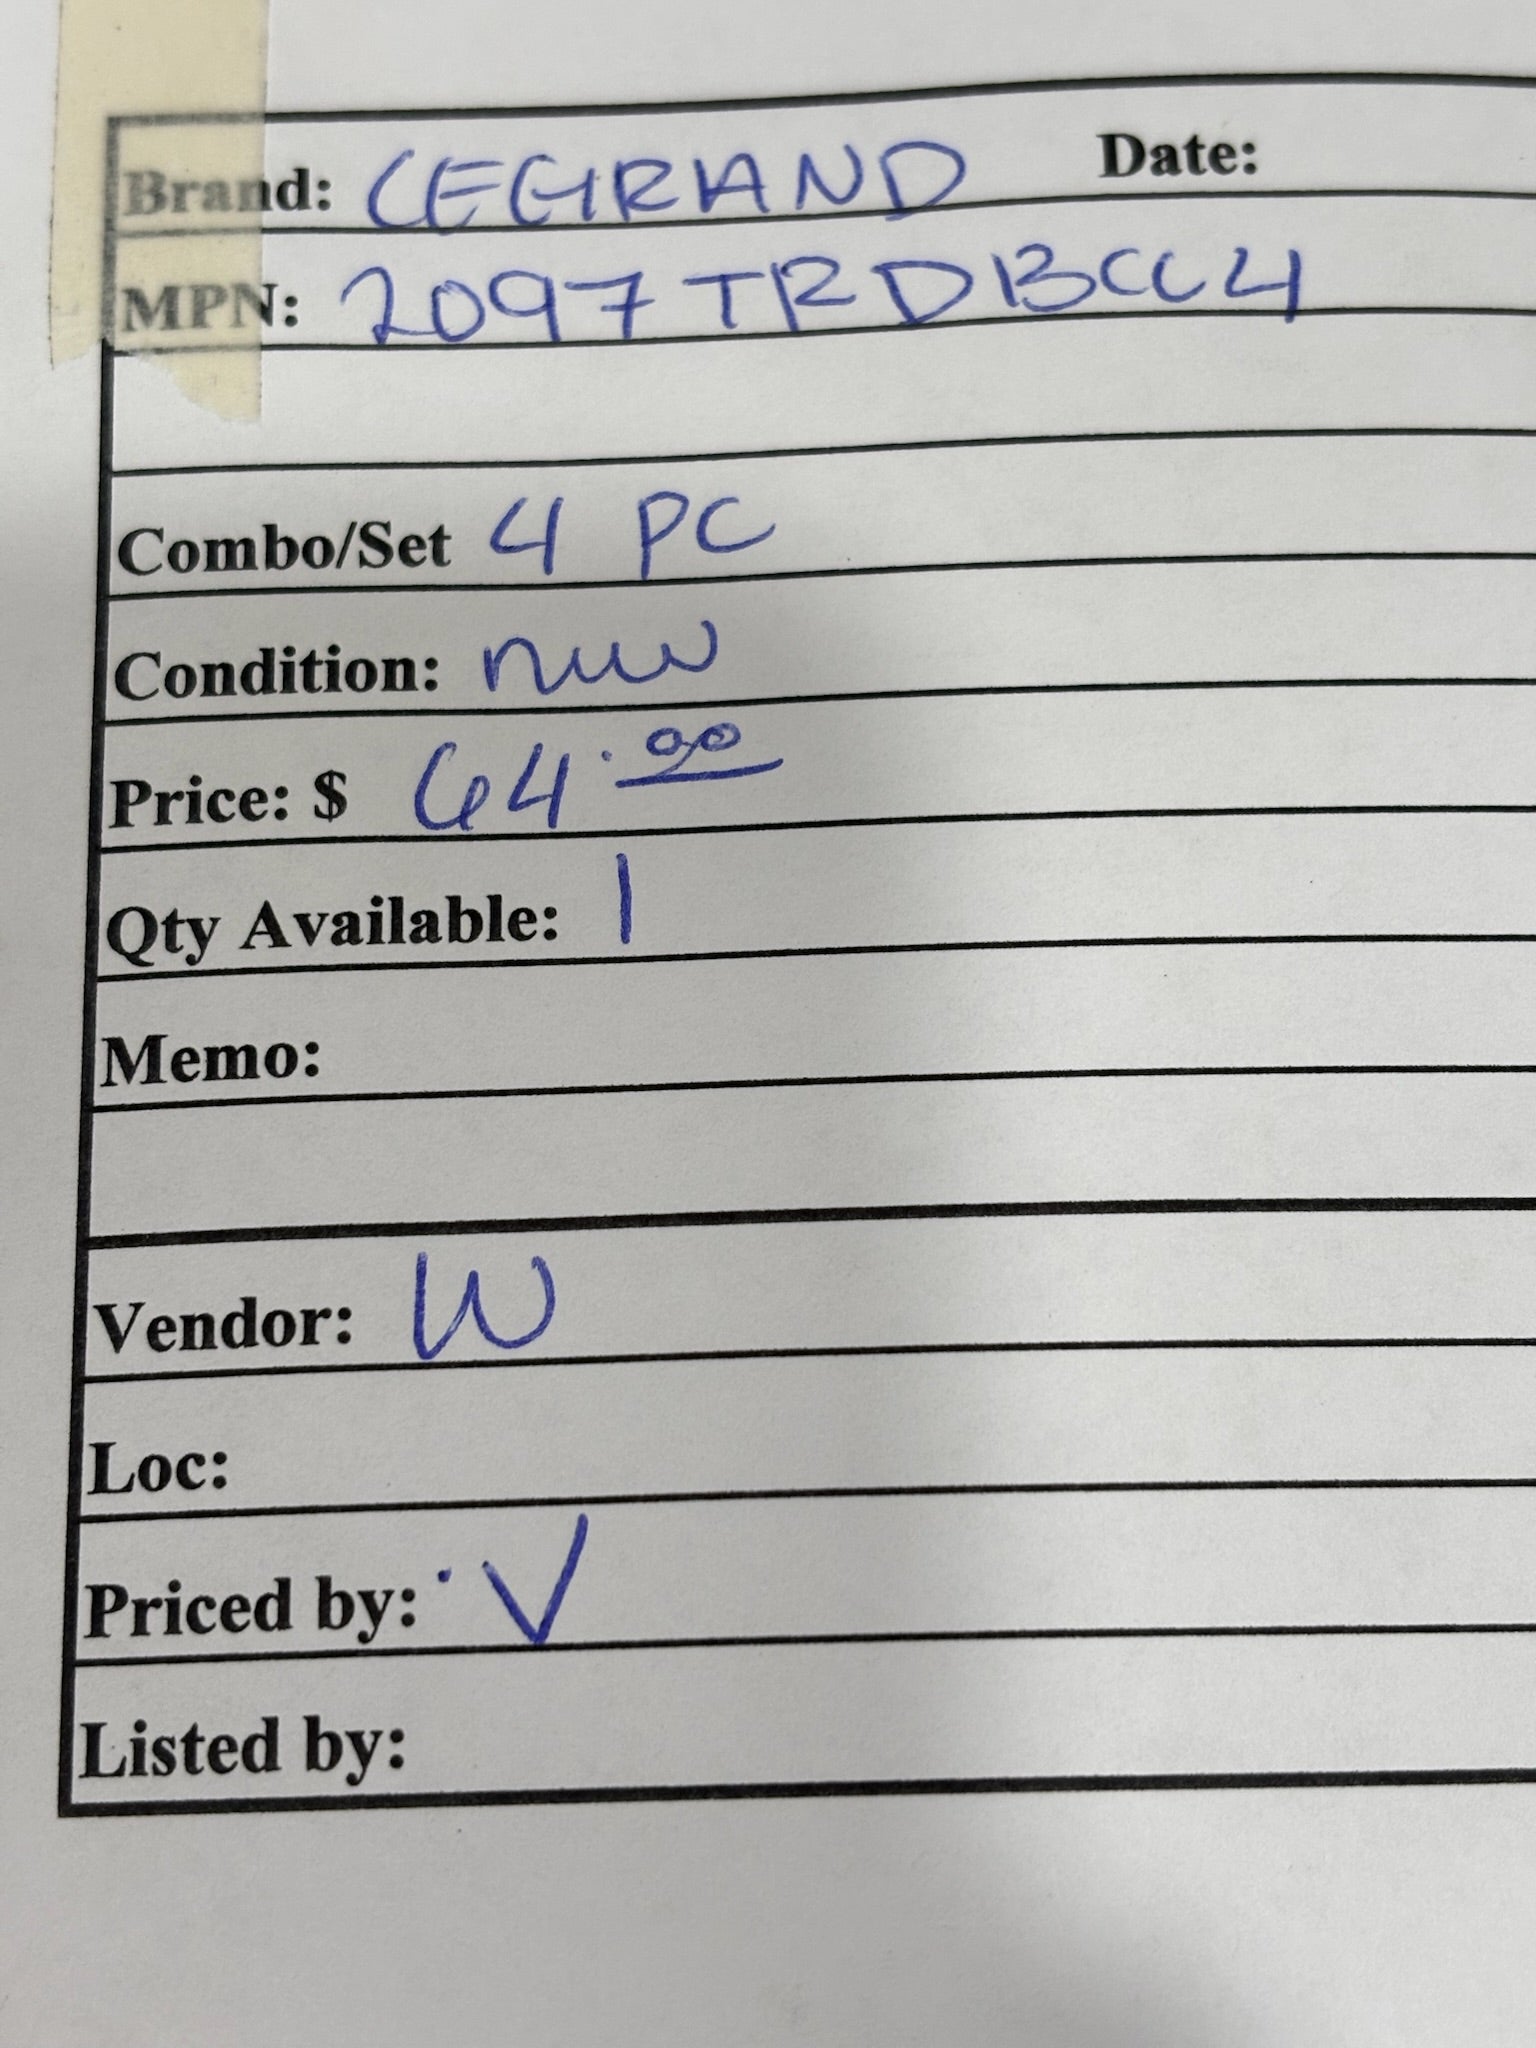 Brand: LEGRAND Date:
MPN: 2097TRDBCC4
Combo/Set 4 PC
Condition: new
Price: $ 64.00
Qty Available: 1
Memo:
Vendor: W
Loc:
Priced by: V
Listed by: